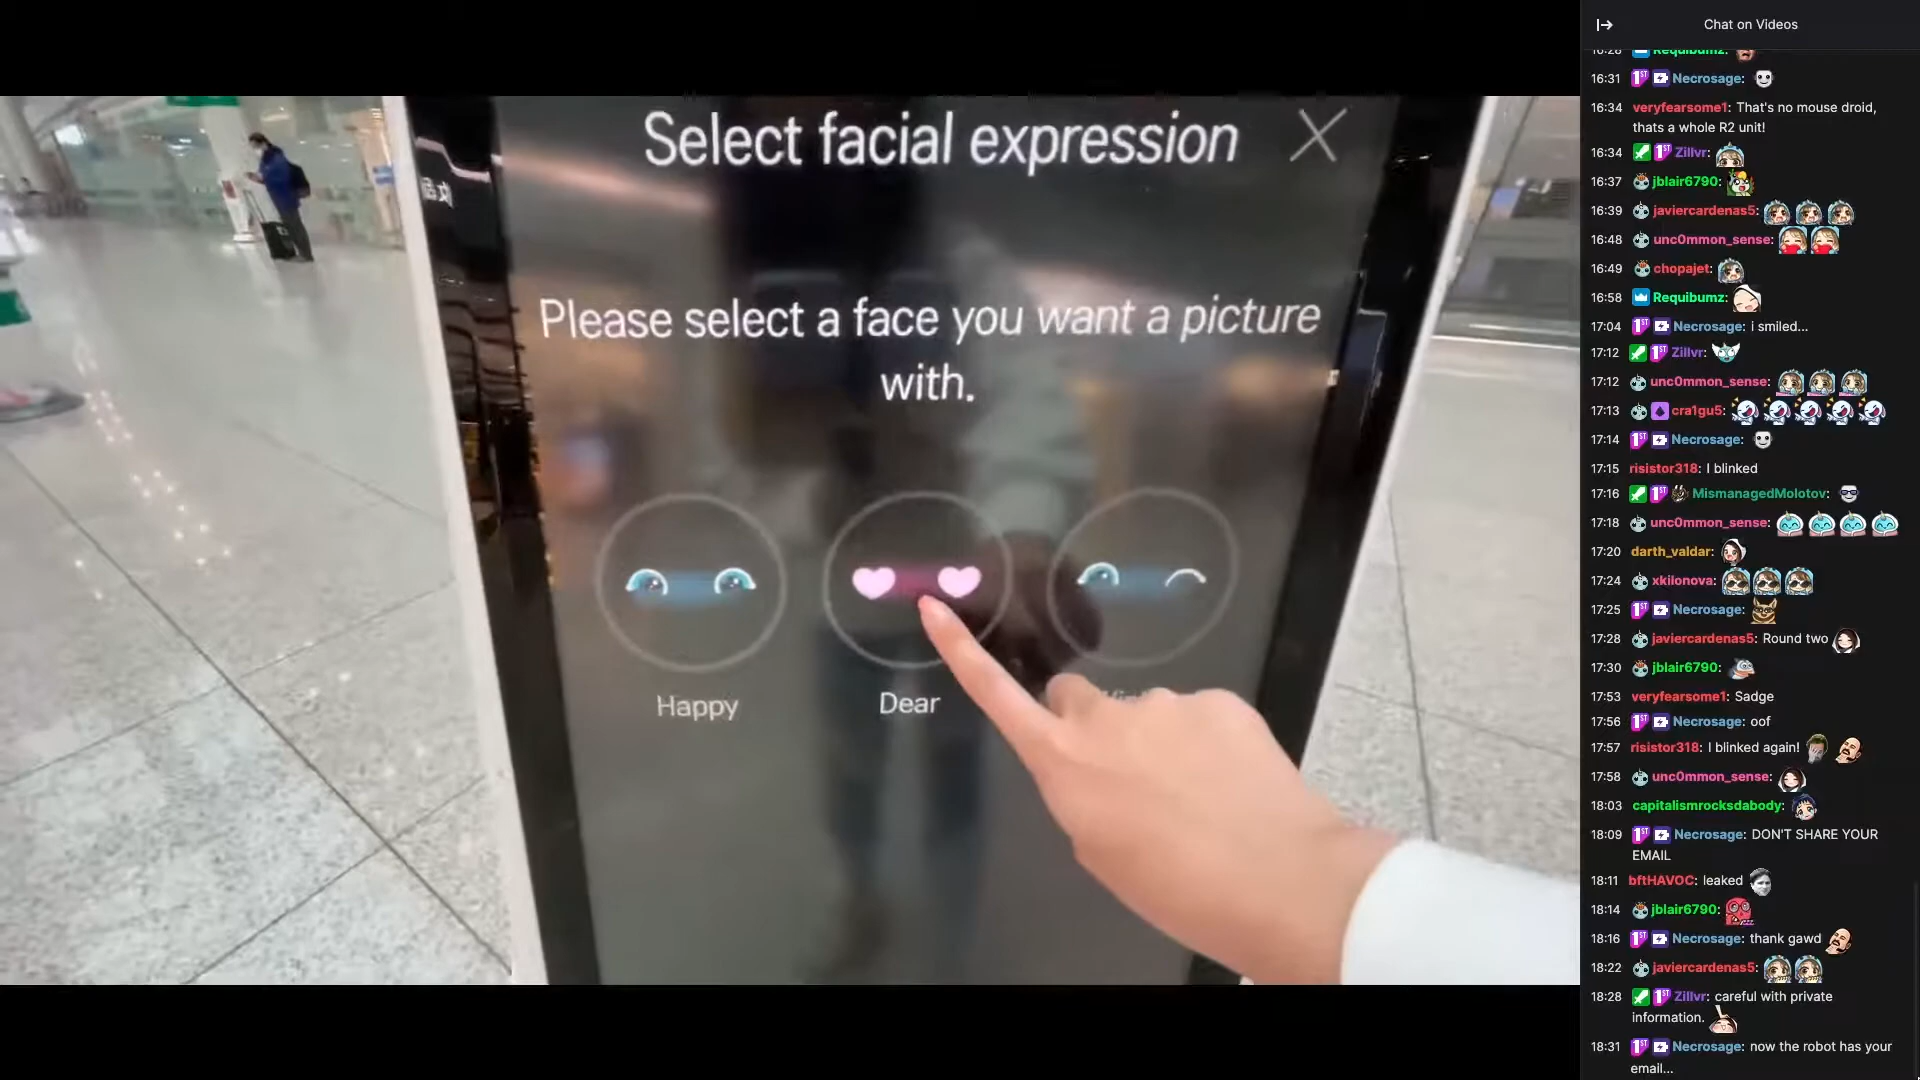 Select facial expression
Please select a face you want a picture
with.
Happy
Dear
Chat on Videos
16:28 Requibumz:
16:31 Necrosage:
16:34 veryfearsome1: That's no mouse droid,
thats a whole R2 unit!
16:34 Zillvr:
16:37 jblair6790:
16:39 javiercardenas5:
16:48 unc0mmon_sense:
16:49 chopajet:
16:58 Requibumz:
17:04 Necrosage: i smiled...
17:12 Zillvr:
17:12 unc0mmon_sense:
17:13 cra1gu5:
17:14 Necrosage:
17:15 risistor318: I blinked
17:16 MismanagedMolotov:
17:18 unc0mmon_sense:
17:20 darth_valdar:
17:24 xkiionova:
17:25 Necrosage:
17:28 javiercardenas5: Round two
17:30 jblair6790:
17:53 veryfearsome1: Sadge
17:56 Necrosage: oof
17:57 risistor318: I blinked again!
17:58 unc0mmon_sense:
18:03 capitalismrocksdabody:
18:09 Necrosage: DON'T SHARE YOUR
EMAIL
18:11 bftHAVOC: leaked
18:14 jblair6790:
18:16 Necrosage: thank gawd
18:22 javiercardenas5:
18:28 Zillvr: careful with private
information.
18:31 Necrosage: now the robot has your
email...